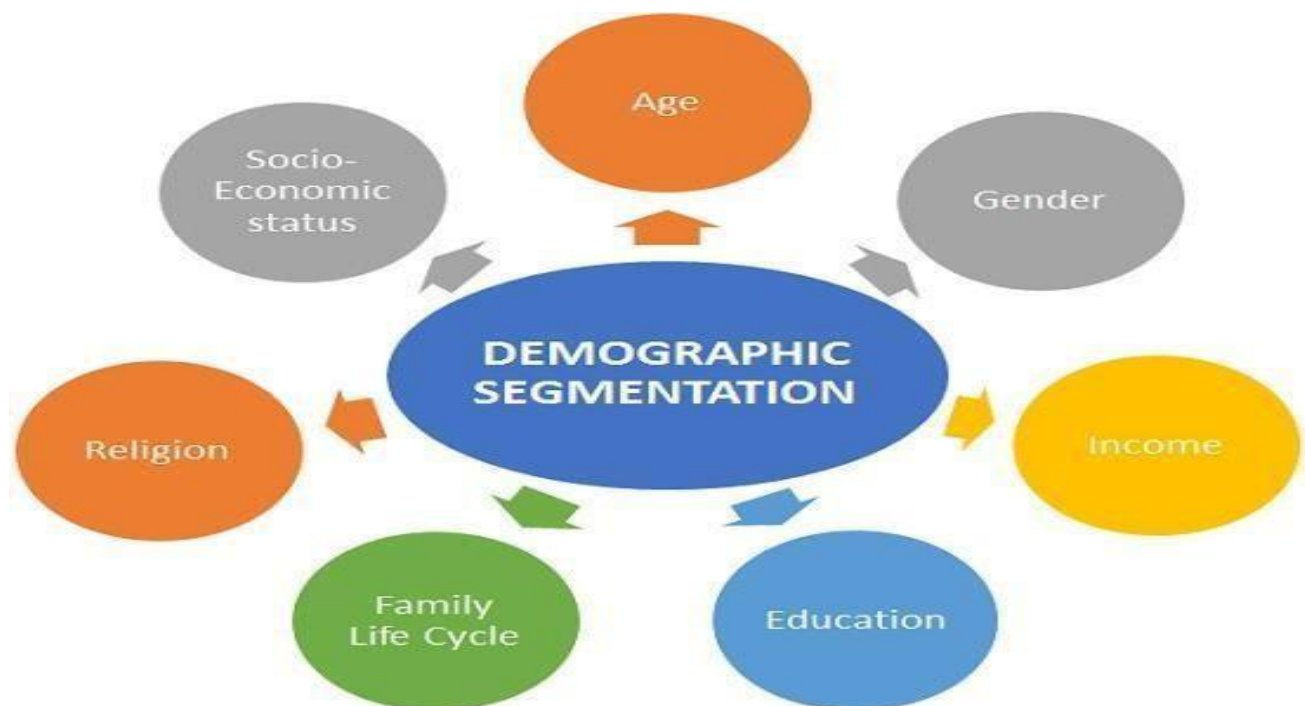 Age
Socio-
Economic
status
Gender
DEMOGRAPHIC
SEGMENTATION
Religion
Income
Family
Life Cycle
Education